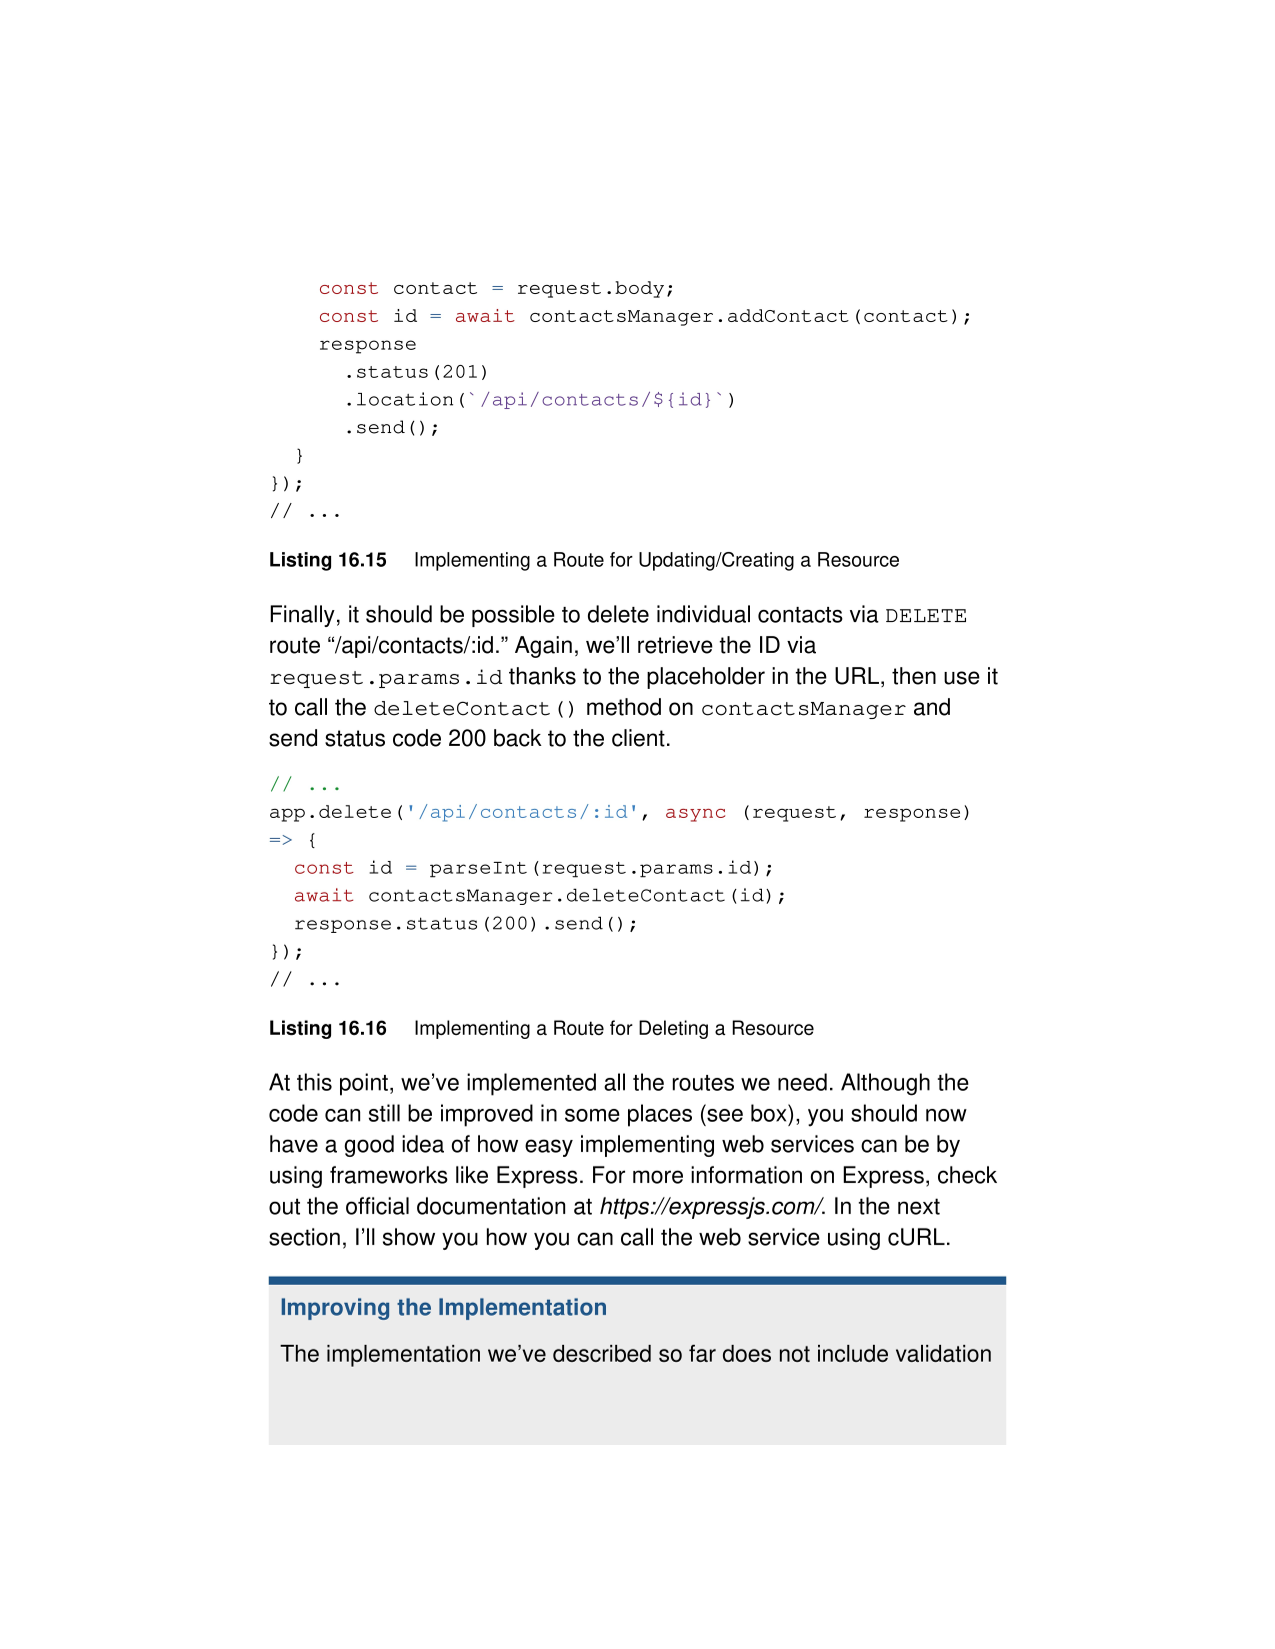 const contact = request.body;
    const id = await contactsManager.addContact(contact);
    response
      .status(201)
      .location(`/api/contacts/${id}`)
      .send();
  }
});
// ...
Listing 16.15 Implementing a Route for Updating/Creating a Resource
Finally, it should be possible to delete individual contacts via DELETE
route “/api/contacts/:id.” Again, we’ll retrieve the ID via
request.params.id thanks to the placeholder in the URL, then use it
to call the deleteContact() method on contactsManager and
send status code 200 back to the client.
// ...
app.delete('/api/contacts/:id', async (request, response)
=> {
  const id = parseInt(request.params.id);
  await contactsManager.deleteContact(id);
  response.status(200).send();
});
// ...
Listing 16.16 Implementing a Route for Deleting a Resource
At this point, we’ve implemented all the routes we need. Although the
code can still be improved in some places (see box), you should now
have a good idea of how easy implementing web services can be by
using frameworks like Express. For more information on Express, check
out the official documentation at https://expressjs.com/. In the next
section, I’ll show you how you can call the web service using cURL.
Improving the Implementation
The implementation we’ve described so far does not include validation